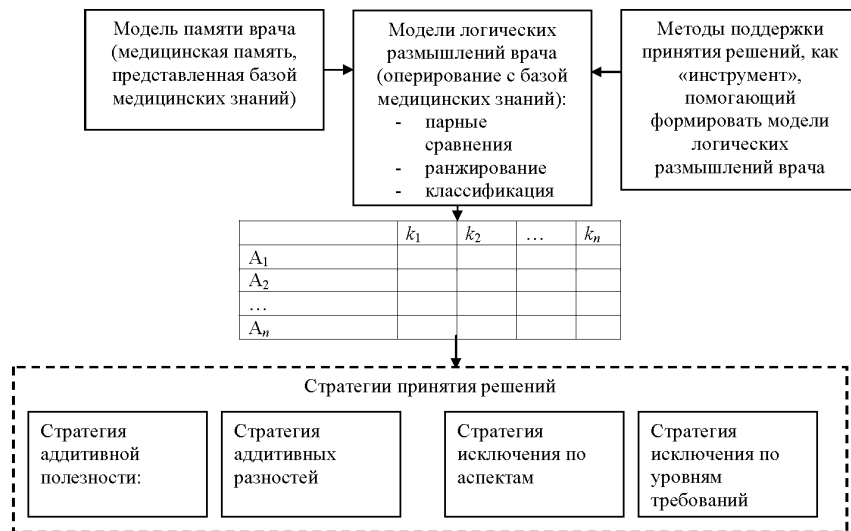 Модель памяти врача
(медицинская память,
представленная базой
медицинских знаний)
Модели логических
размышлений врача
(оперирование с базой
медицинских знаний):
- парные
сравнения
- ранжирование
- классификация
Методы поддержки
принятия решений, как
«инструмент»,
помогающий
формировать модели
логических
размышлений врача
k1 k2 … kn
A1
A2
…
An
Стратегии принятия решений
Стратегия
аддитивной
полезности:
Стратегия
аддитивных
разностей
Стратегия
исключения по
аспектам
Стратегия
исключения по
уровням
требований